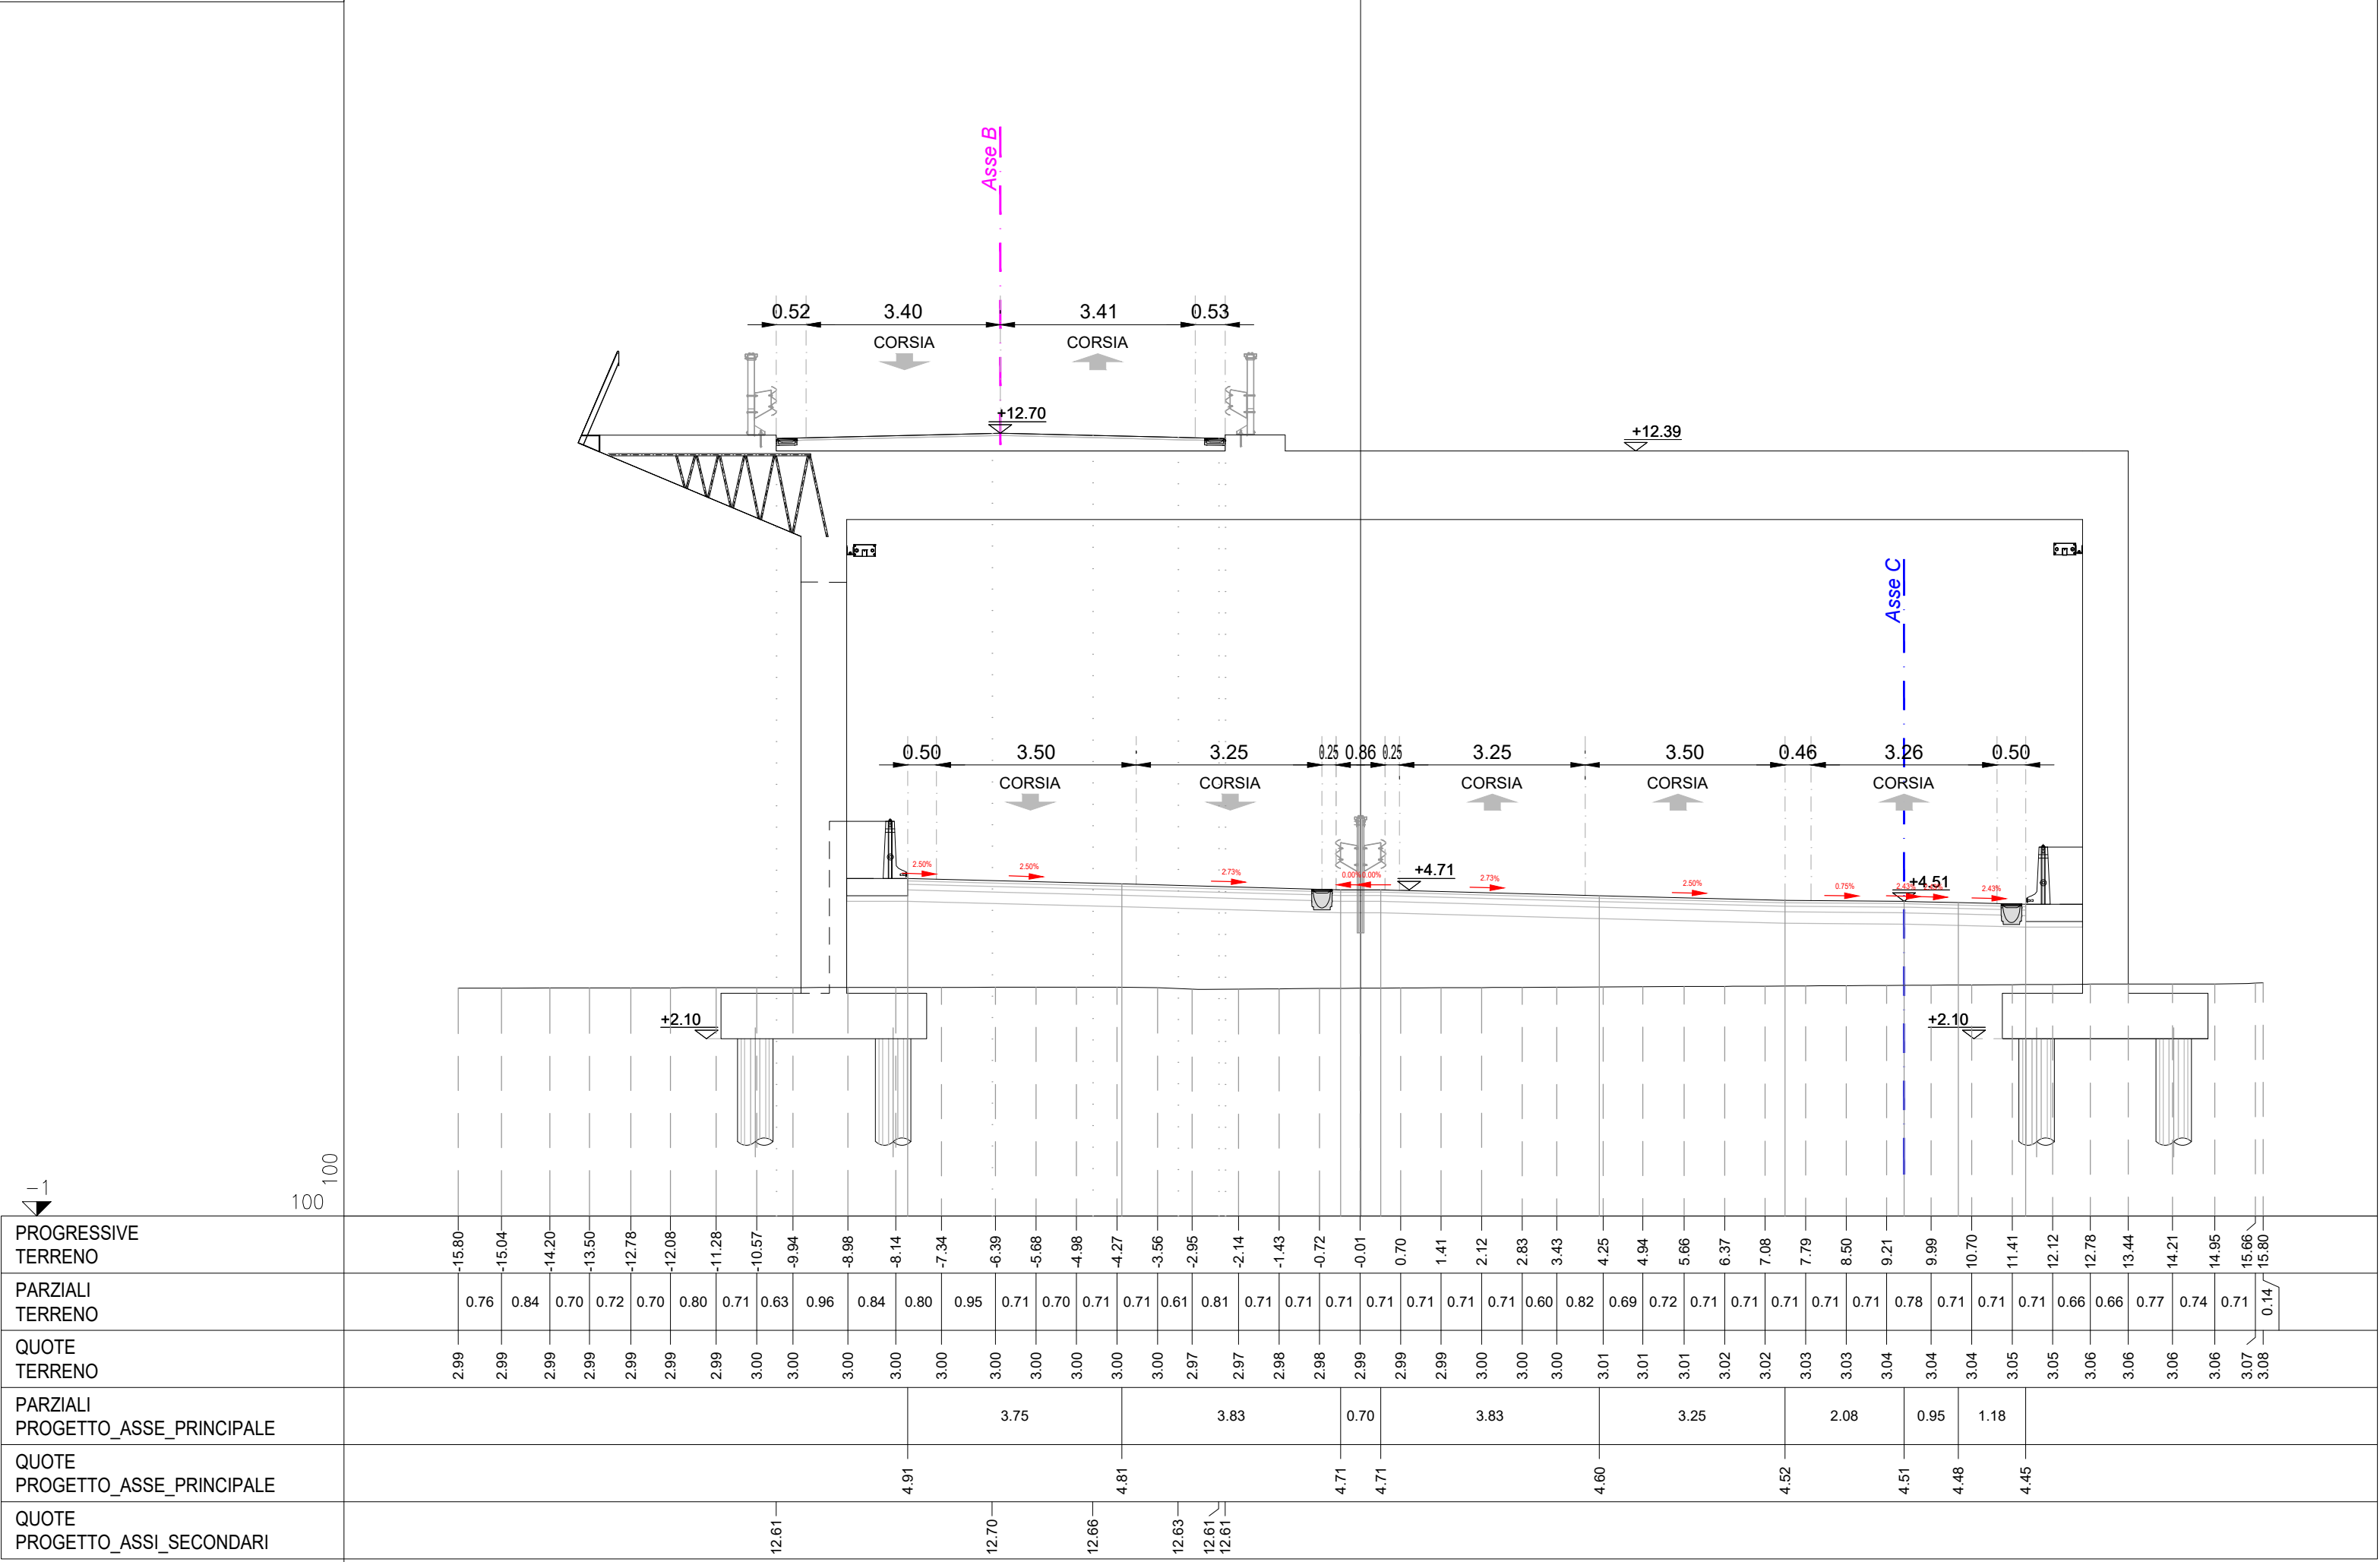 Asse B
0.52 3.40 3.41 0.53
CORSIA CORSIA
+12.70
+12.39
Asse C
0.50 3.50 3.25 0.25 0.86 0.25 3.25 3.50 0.46 3.26 0.50
CORSIA CORSIA CORSIA CORSIA CORSIA
+4.71
2.50% 2.50% 2.73% 0.00% 0.00% 2.73% 2.50% 0.75% 2.43% 2.43%
+4.51
+2.10 +2.10
-1
100
100
PROGRESSIVE
TERRENO
-15.80 -15.04 -14.20 -13.50 -12.78 -12.08 -11.28 -10.57 -9.94 -8.98 -8.14 -7.34 -6.39 -5.68 -4.98 -4.27 -3.56 -2.95 -2.14 -1.43 -0.72 -0.01 0.70 1.41 2.12 2.83 3.43 4.25 4.94 5.66 6.37 7.08 7.79 8.50 9.21 9.99 10.70 11.41 12.12 12.78 13.44 14.21 14.95 15.66 15.80
PARZIALI
TERRENO
0.76 0.84 0.70 0.72 0.70 0.80 0.71 0.63 0.96 0.84 0.80 0.95 0.71 0.70 0.71 0.71 0.61 0.81 0.71 0.71 0.71 0.71 0.71 0.71 0.71 0.60 0.82 0.69 0.72 0.71 0.71 0.71 0.71 0.71 0.78 0.71 0.71 0.71 0.66 0.66 0.77 0.74 0.71 0.14
QUOTE
TERRENO
2.99 2.99 2.99 2.99 2.99 2.99 2.99 3.00 3.00 3.00 3.00 3.00 3.00 3.00 3.00 3.00 3.00 2.97 2.97 2.98 2.98 2.99 2.99 2.99 3.00 3.00 3.00 3.01 3.01 3.01 3.02 3.02 3.03 3.03 3.04 3.04 3.04 3.05 3.05 3.06 3.06 3.06 3.06 3.07 3.08
PARZIALI
PROGETTO_ASSE_PRINCIPALE
3.75 3.83 0.70 3.83 3.25 2.08 0.95 1.18
QUOTE
PROGETTO_ASSE_PRINCIPALE
4.91 4.81 4.71 4.71 4.60 4.52 4.51 4.48 4.45
QUOTE
PROGETTO_ASSI_SECONDARI
12.61 12.70 12.66 12.63 12.61 12.61